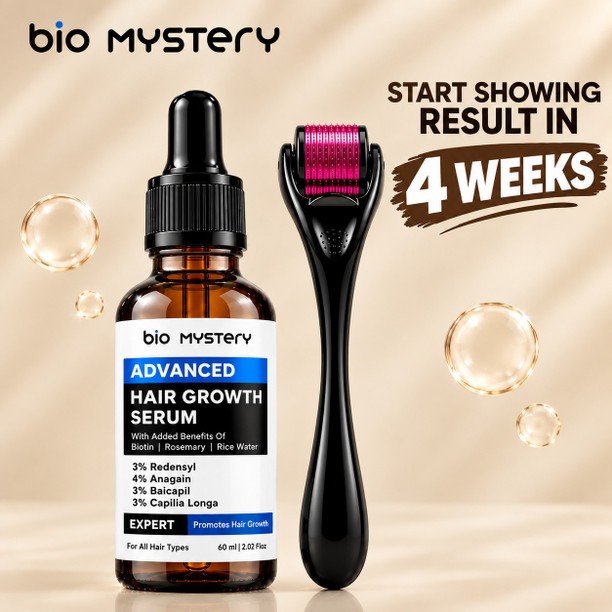 bio mystery
START SHOWING
RESULT IN
4 WEEKS
bio mystery
ADVANCED
HAIR GROWTH
SERUM
With Added Benefits Of
Biotin | Rosemary | Rice Water
3% Redensyl
4% Anagain
3% Baicapil
3% Capilia Longa
EXPERT
Promotes Hair Growth
For All Hair Types
60 ml | 2.02 Floz